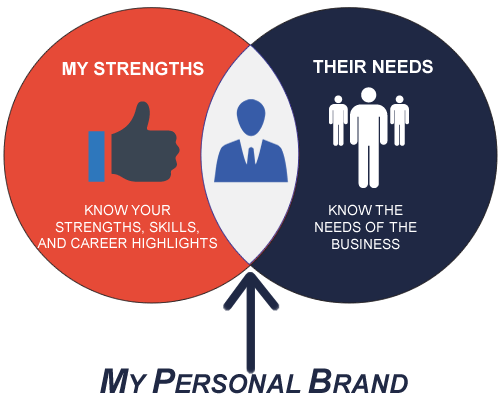 MY STRENGTHS
KNOW YOUR
STRENGTHS, SKILLS,
AND CAREER HIGHLIGHTS
THEIR NEEDS
KNOW THE
NEEDS OF THE
BUSINESS
MY PERSONAL BRAND